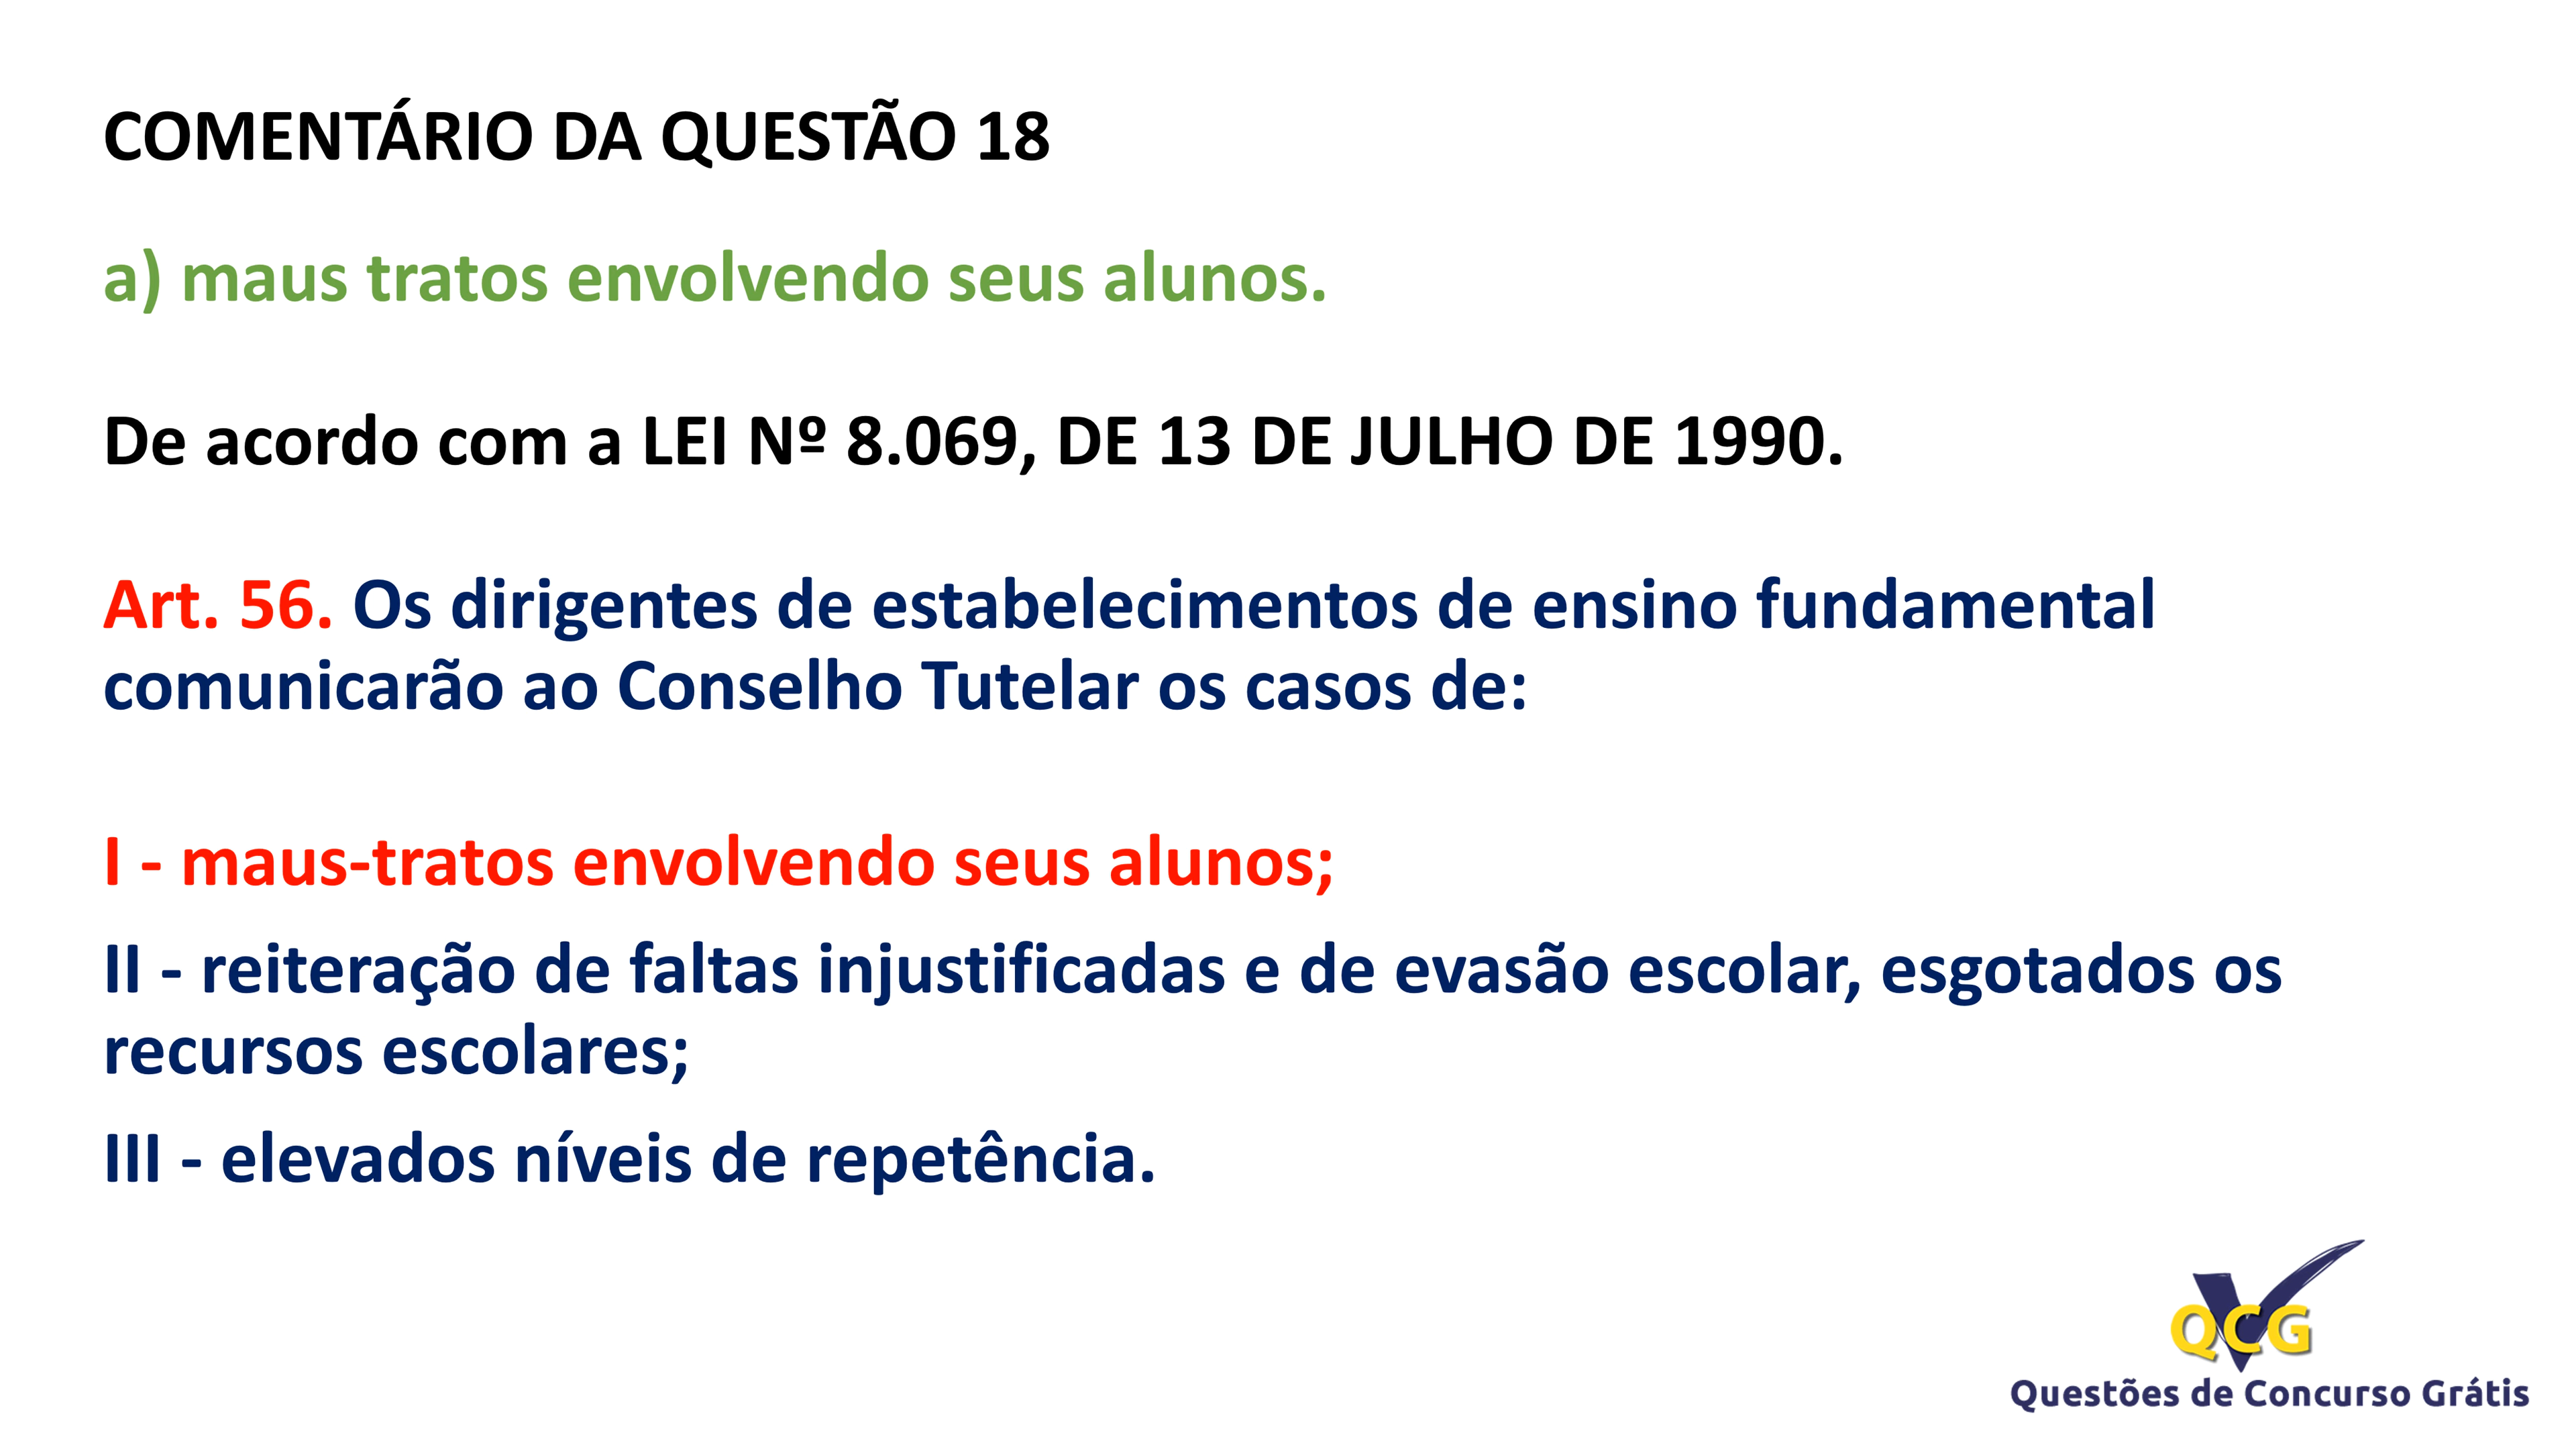 COMENTÁRIO DA QUESTÃO 18
a) maus tratos envolvendo seus alunos.
De acordo com a LEI Nº 8.069, DE 13 DE JULHO DE 1990.
Art. 56. Os dirigentes de estabelecimentos de ensino fundamental
comunicarão ao Conselho Tutelar os casos de:
I - maus-tratos envolvendo seus alunos;
II - reiteração de faltas injustificadas e de evasão escolar, esgotados os
recursos escolares;
III - elevados níveis de repetência.
QCG
Questões de Concurso Grátis